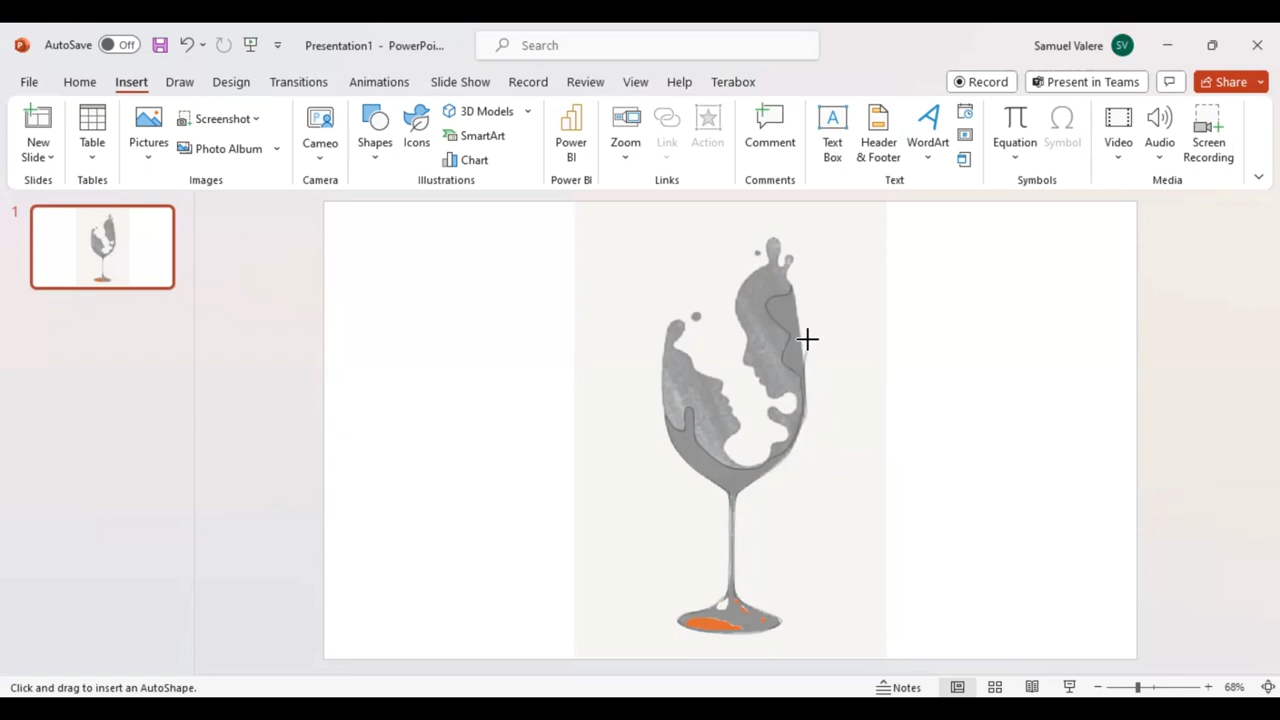 AutoSave Off Presentation1 - PowerPoi... Search Samuel Valere SV
File Home Insert Draw Design Transitions Animations Slide Show Record Review View Help Terabox Record Present in Teams Share
New Slide Table Pictures Screenshot Photo Album Cameo Shapes Icons 3D Models SmartArt Chart Power BI Zoom Link Action Comment Text Box Header & Footer WordArt Equation Symbol Video Audio Screen Recording
Slides Tables Images Camera Illustrations Power BI Links Comments Text Symbols Media
1
Click and drag to insert an AutoShape. Notes 68%